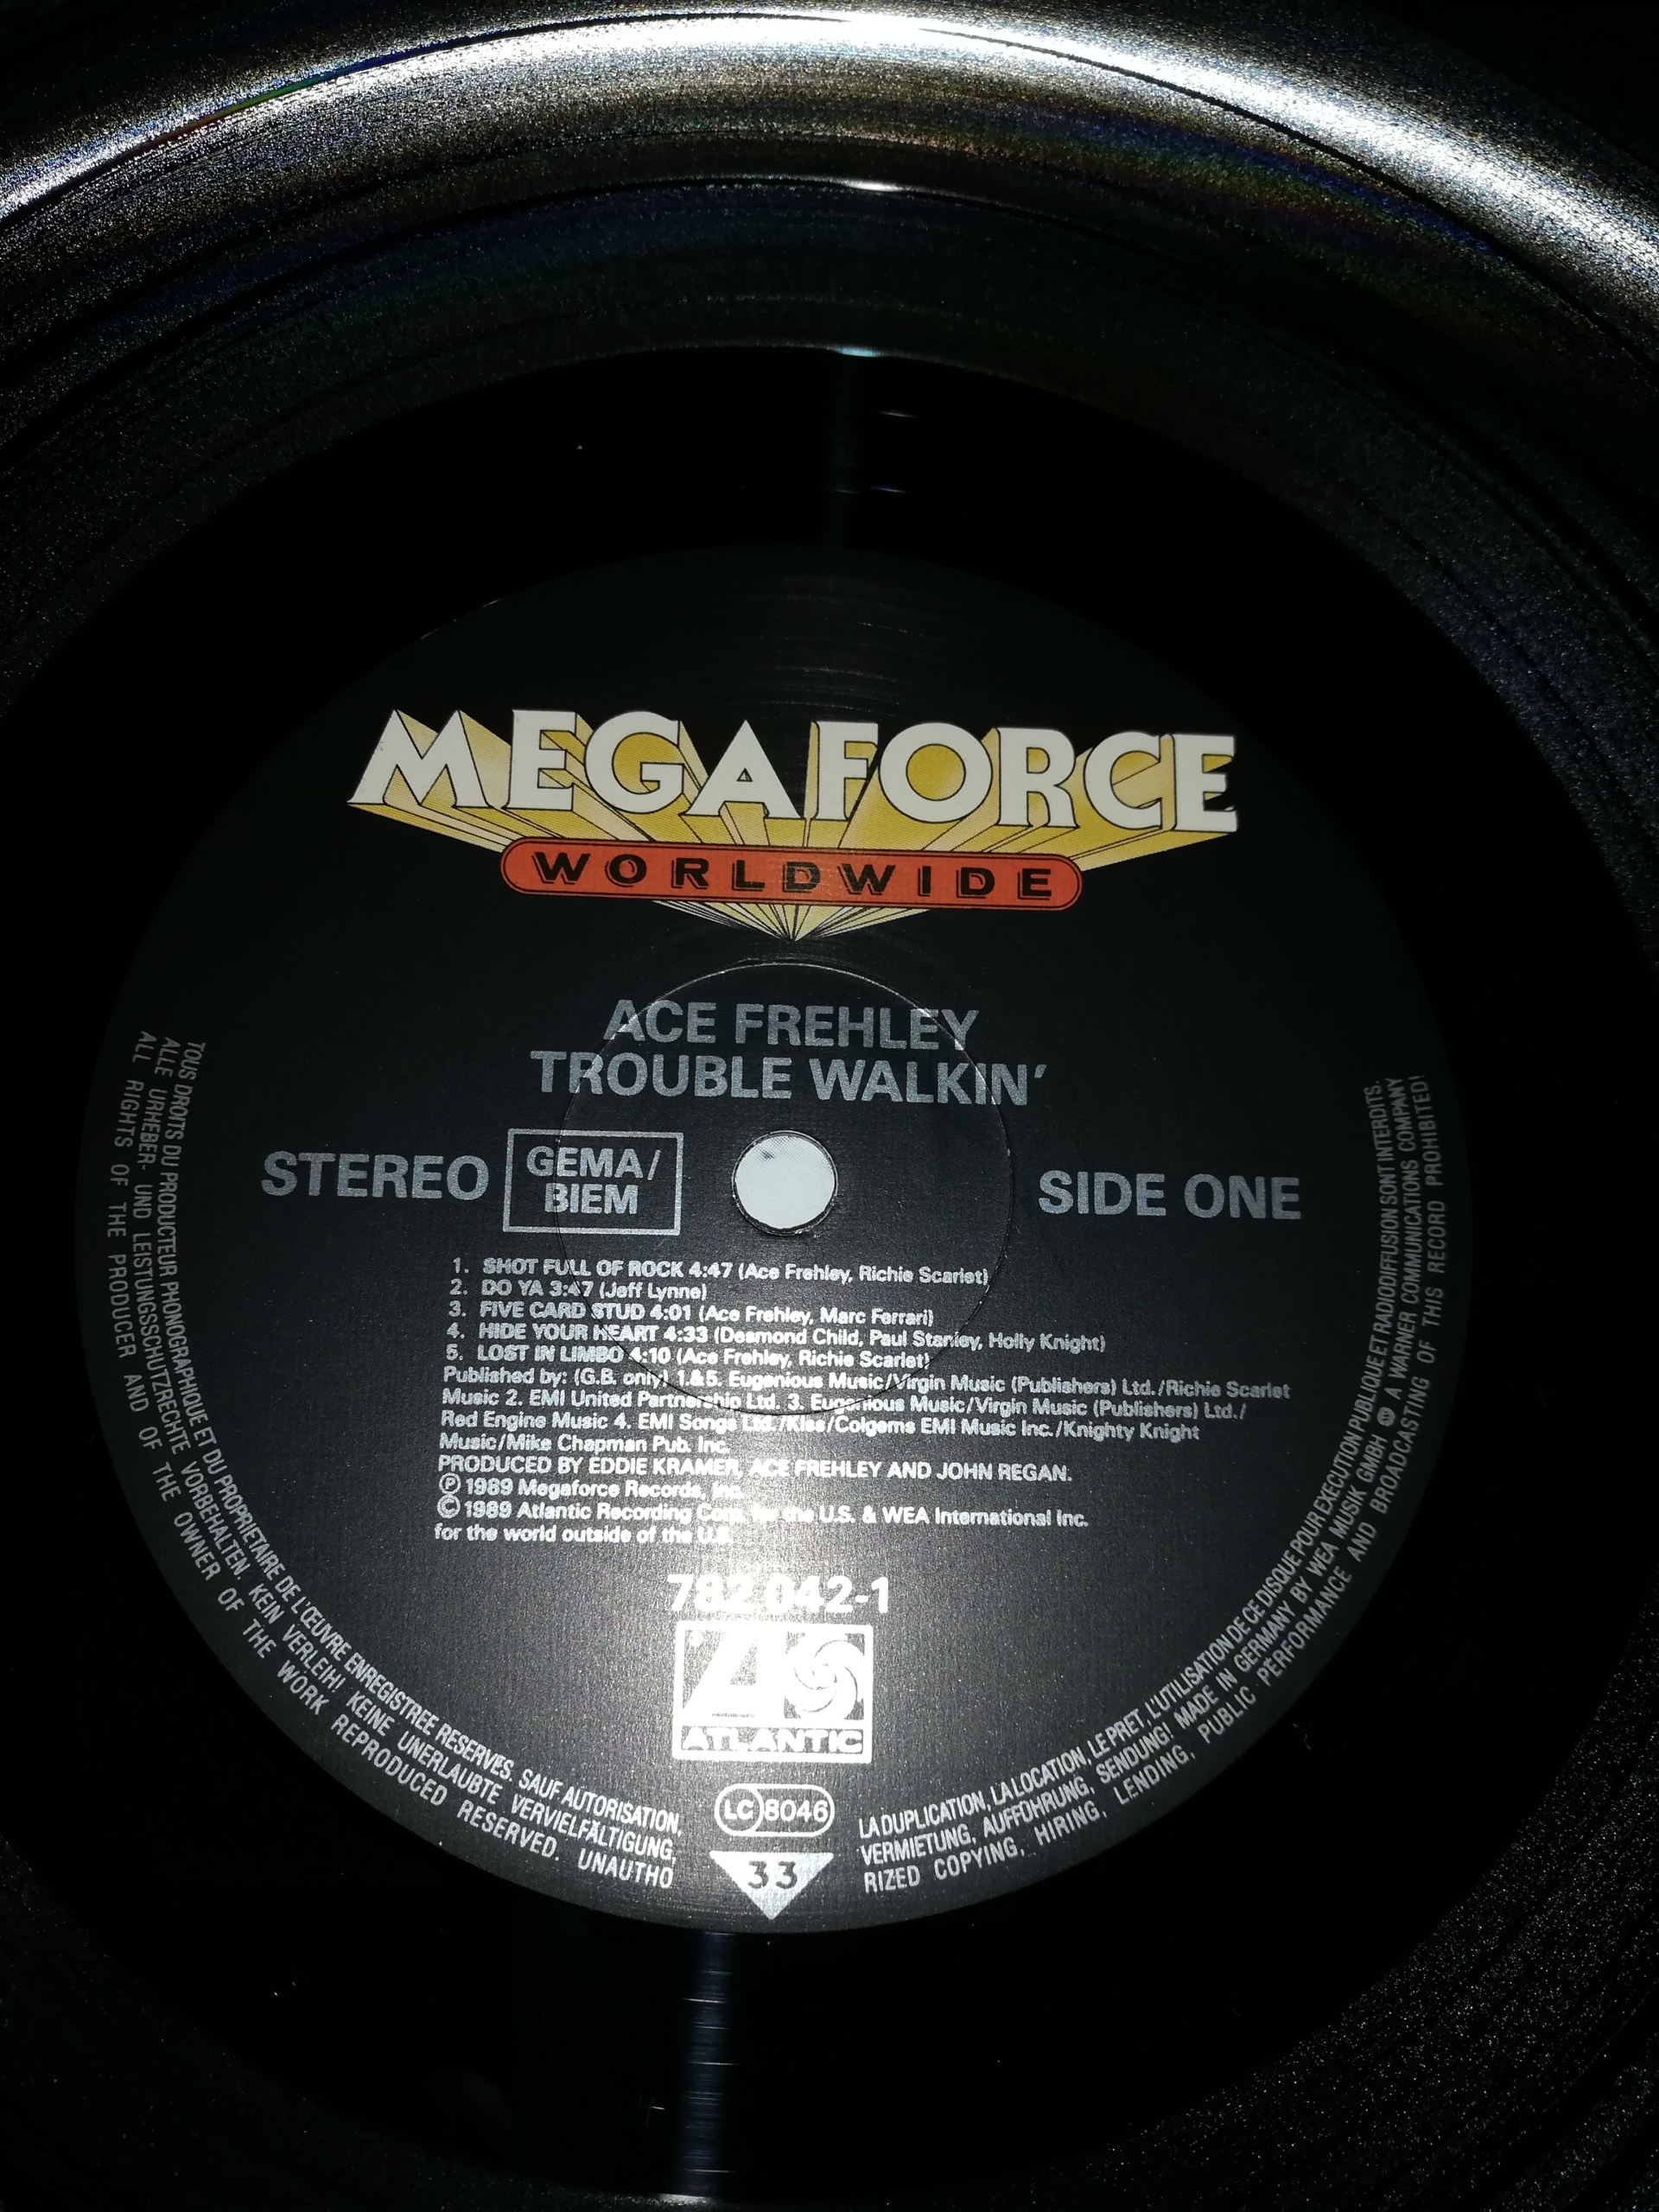 MEGAFORCE
WORLDWIDE
ACE FREHLEY
TROUBLE WALKIN'
STEREO
GEMA/
BIEM
SIDE ONE
1. SHOT FULL OF ROCK 4:47 (Ace Frehley, Richie Scarlet)
2. DO YA 3:47 (Jeff Lynne)
3. FIVE CARD STUD 4:01 (Ace Frehley, Marc Ferrari)
4. HIDE YOUR HEART 4:33 (Desmond Child, Paul Stanley, Holly Knight)
5. LOST IN LIMBO 4:10 (Ace Frehley, Richie Scarlet)
Published by: (G.B. only) 1.&5. Eugenious Music/Virgin Music (Publishers) Ltd./Richie Scarlet
Music 2. EMI United Partnership Ltd. 3. Eugenious Music/Virgin Music (Publishers) Ltd./
Red Engine Music 4. EMI Songs Ltd./Kiss/Colgems EMI Music Inc./Knighty Knight
Music/Mike Chapman Pub. Inc.
PRODUCED BY EDDIE KRAMER, ACE FREHLEY AND JOHN REGAN.
Ⓟ 1989 Megaforce Records, Inc.
© 1989 Atlantic Recording Corp. for the U.S. & WEA International Inc.
for the world outside of the U.S.
782 042-1
ATLANTIC
LC 8046
33
TOUS DROITS DU PRODUCTEUR PHONOGRAPHIQUE ET DU PROPRIETAIRE DE L'ŒUVRE ENREGISTREE RESERVES. SAUF AUTORISATION, LA DUPLICATION, LA LOCATION, LE PRET, L'UTILISATION DE CE DISQUE POUR EXECUTION PUBLIQUE ET RADIODIFFUSION SONT INTERDITS.
ALLE URHEBER- UND LEISTUNGSSCHUTZRECHTE VORBEHALTEN. KEIN VERLEIH! KEINE UNERLAUBTE VERVIELFÄLTIGUNG, VERMIETUNG, AUFFÜHRUNG, SENDUNG! MADE IN GERMANY BY WEA MUSIK GMBH A WARNER COMMUNICATIONS COMPANY
ALL RIGHTS OF THE PRODUCER AND OF THE OWNER OF THE WORK REPRODUCED RESERVED. UNAUTHORIZED COPYING, HIRING, LENDING, PUBLIC PERFORMANCE AND BROADCASTING OF THIS RECORD PROHIBITED!